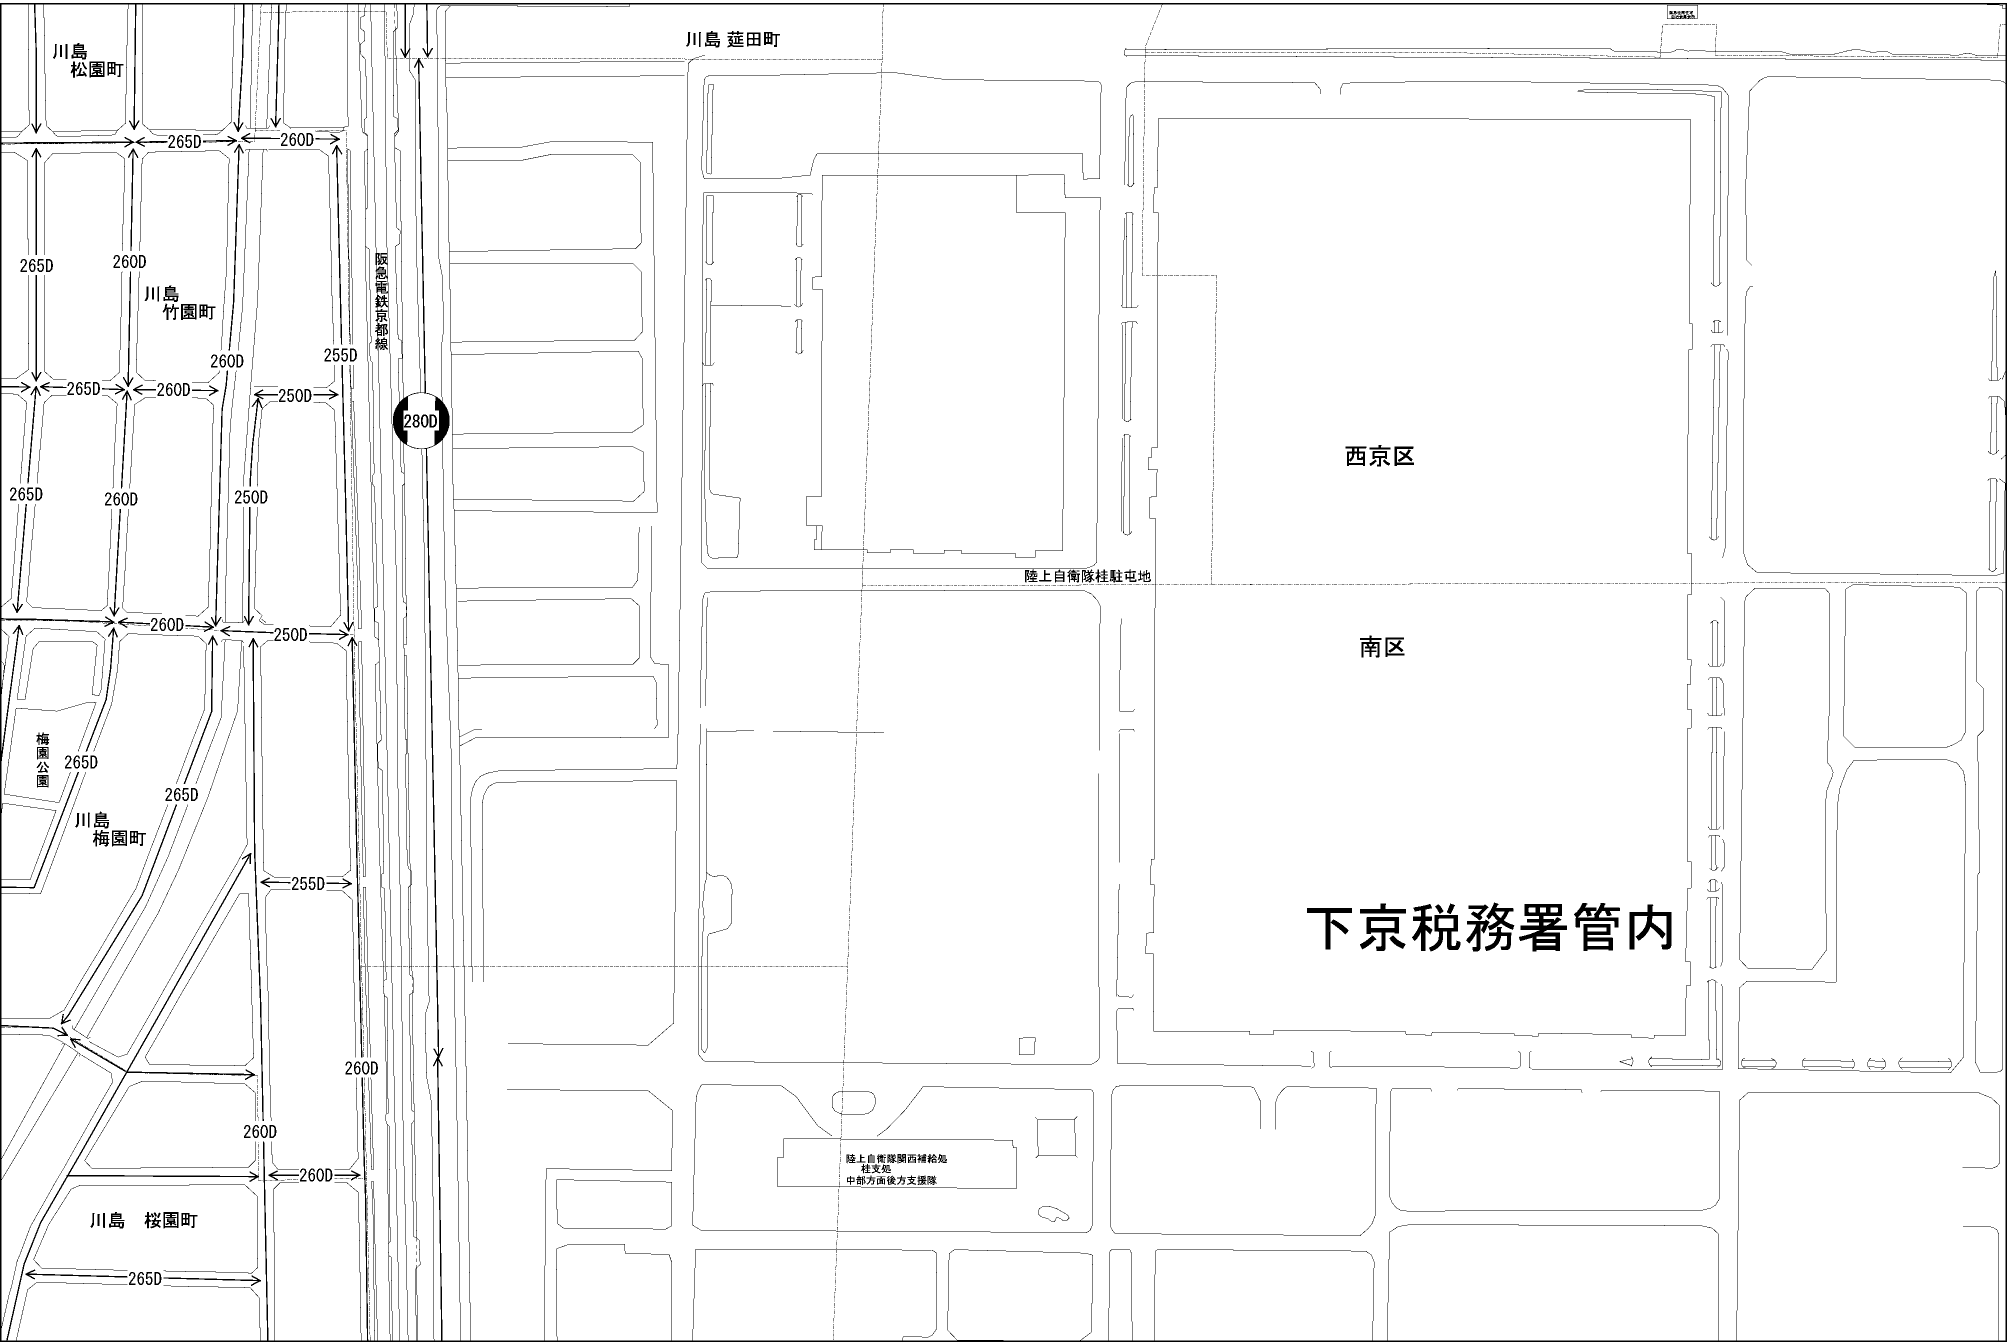 川島 莚田町
川島
松園町
265D
260D
265D
260D
川島
竹園町
阪急電鉄京都線
260D
255D
265D
260D
250D
280D
西京区
265D
260D
250D
陸上自衛隊桂駐屯地
260D
250D
南区
梅園公園
265D
265D
川島
梅園町
255D
下京税務署管内
260D
260D
260D
陸上自衛隊関西補給処
桂支処
中部方面後方支援隊
川島 桜園町
265D